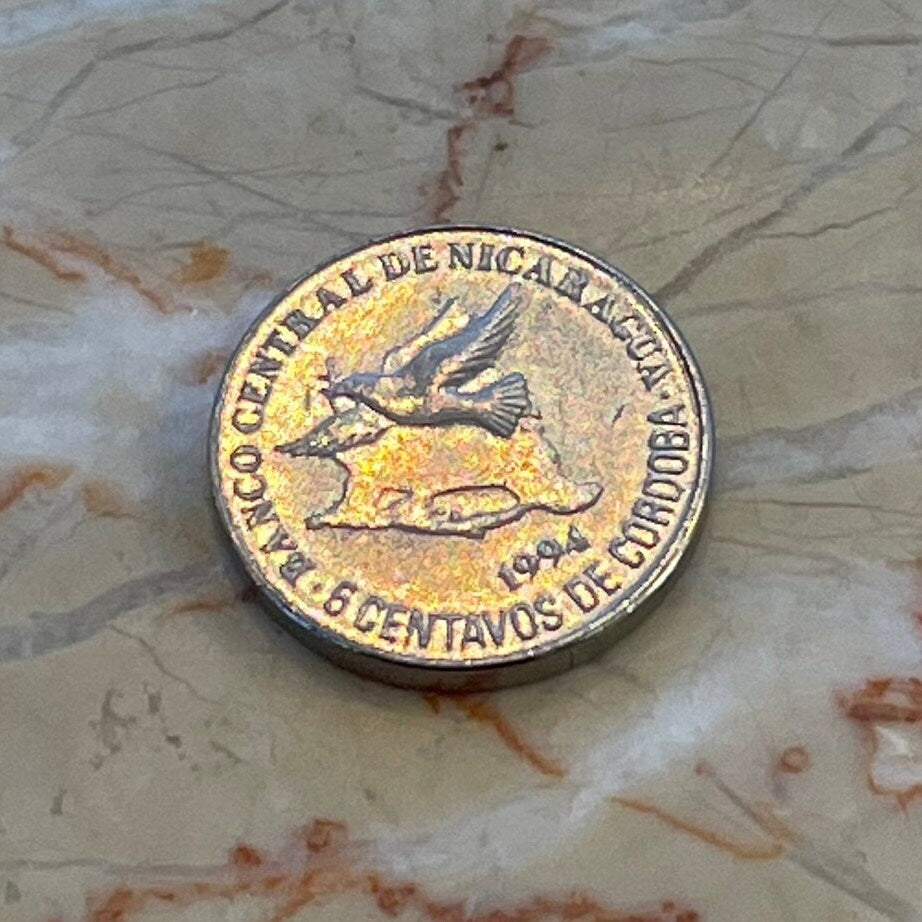 BANCO CENTRAL DE NICARAGUA · 5 CENTAVOS DE CORDOBA ·
1994